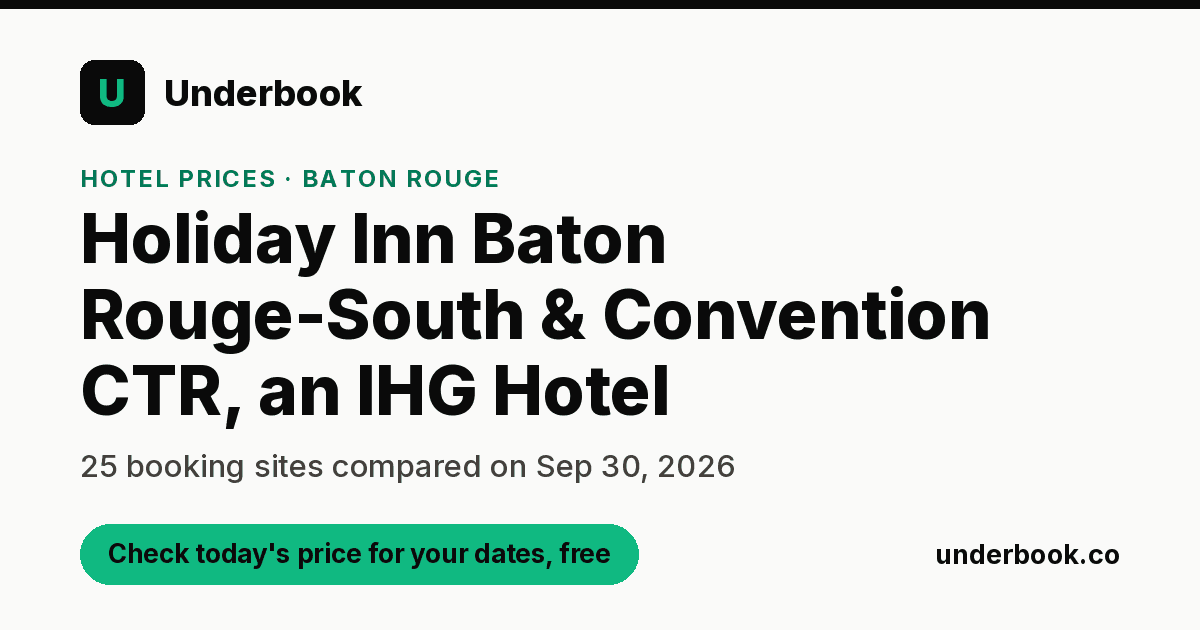 U Underbook
HOTEL PRICES · BATON ROUGE
Holiday Inn Baton
Rouge-South & Convention
CTR, an IHG Hotel
25 booking sites compared on Sep 30, 2026
Check today's price for your dates, free
underbook.co